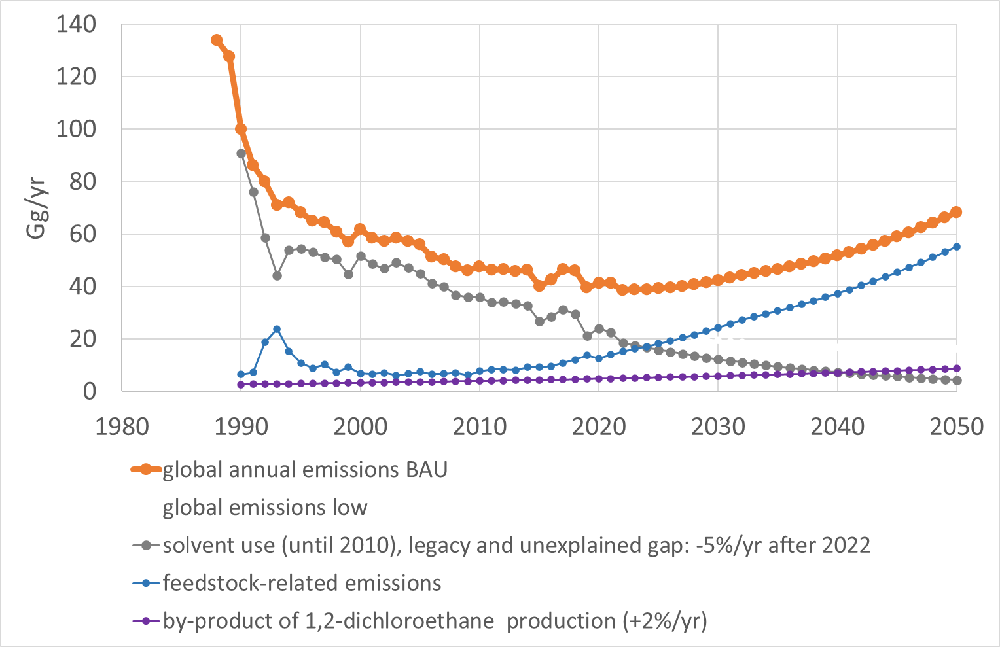 140
120
100
80
60
40
20
0
Gg/yr
1980 1990 2000 2010 2020 2030 2040 2050
global annual emissions BAU
global emissions low
solvent use (until 2010), legacy and unexplained gap: -5%/yr after 2022
feedstock-related emissions
by-product of 1,2-dichloroethane  production (+2%/yr)